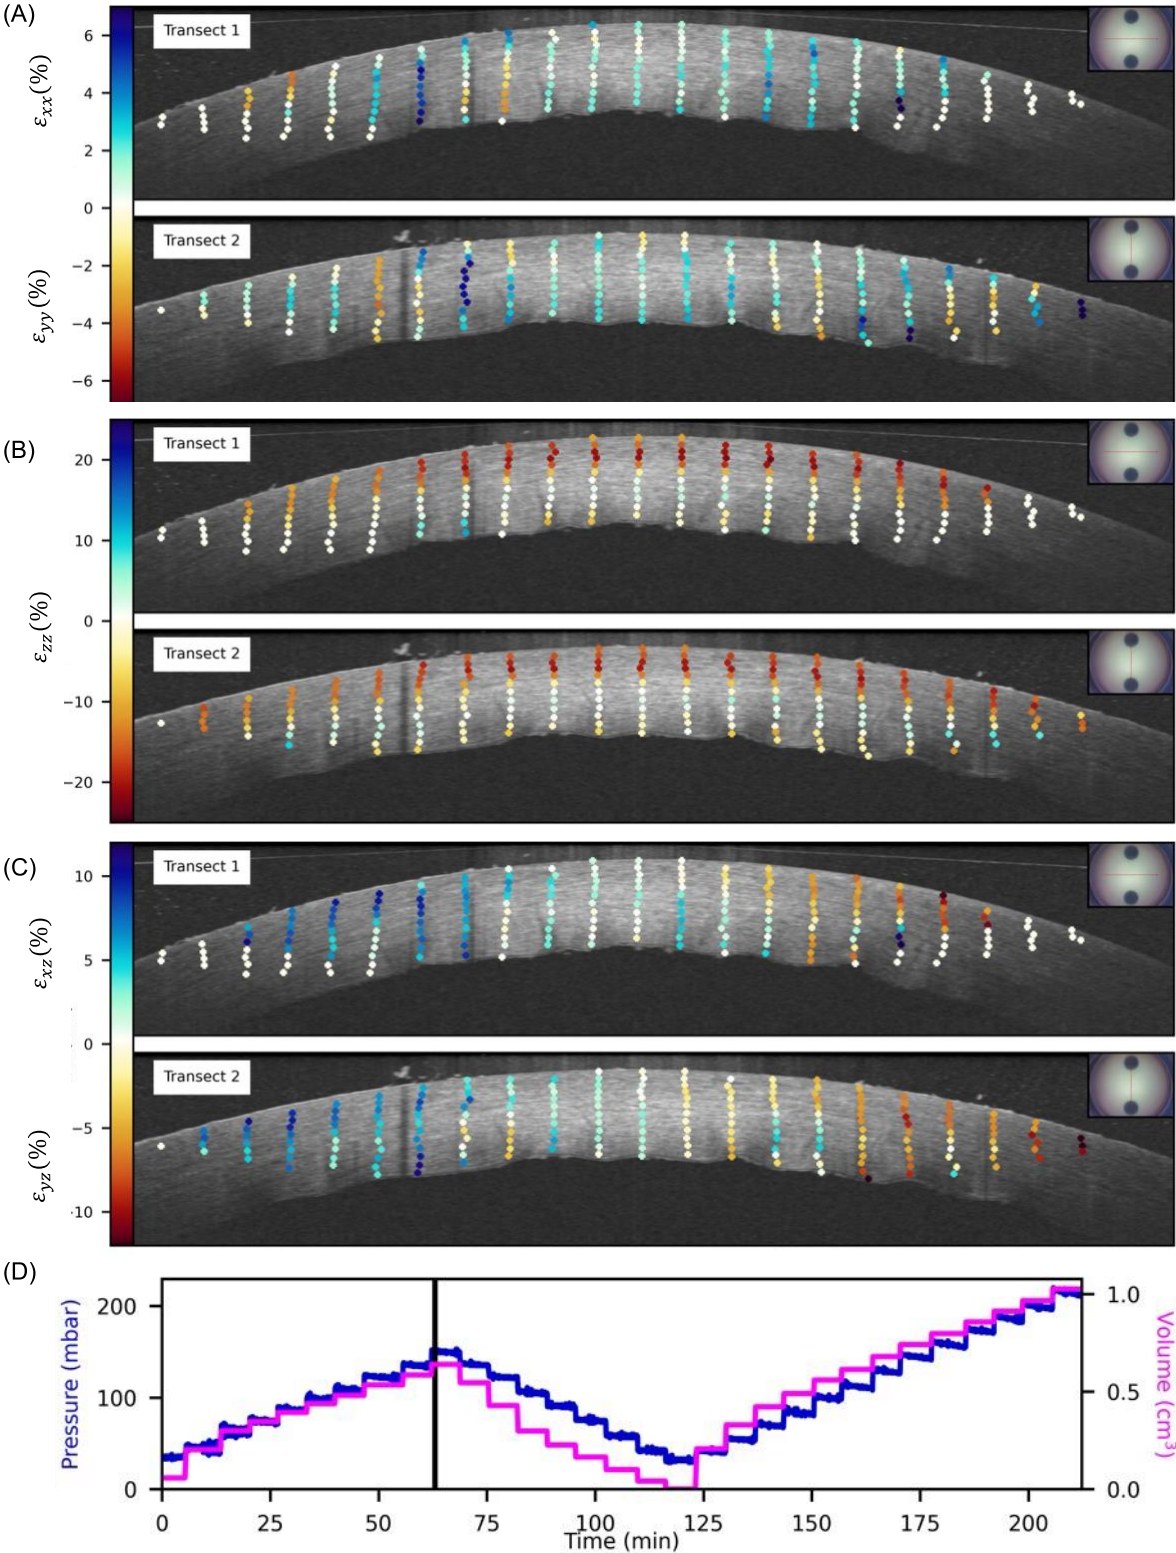 (A)
Transect 1
6
4
2
0
−2
−4
−6
εxx(%)
εyy(%)
Transect 2
(B)
Transect 1
20
10
0
−10
−20
εzz(%)
Transect 2
(C)
Transect 1
10
5
0
−5
·10
εxz(%)
εyz(%)
Transect 2
(D)
Pressure (mbar)
200
100
0
1.0
0.5
0.0
Volume (cm³)
0 25 50 75 100 125 150 175 200
Time (min)